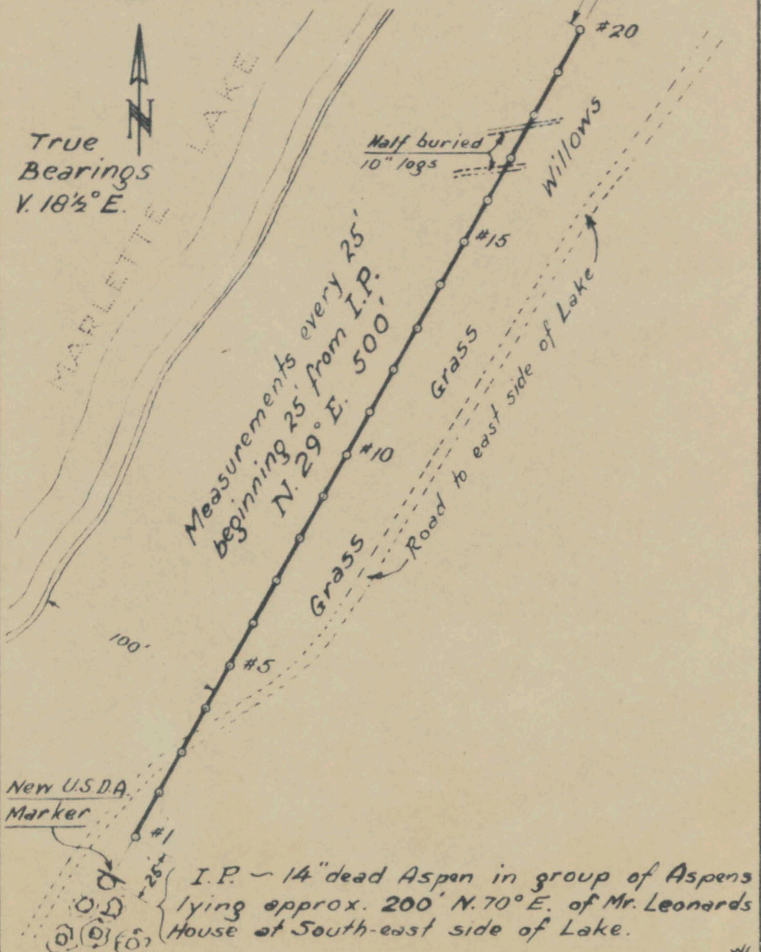 #20
N
True
Bearings
V. 18½° E.
MARLETTE LAKE
Half buried
10" logs
Willows
#15
Measurements every 25'
beginning 25' from I.P.
N. 29° E. 500'
Grass
#10
Road to east side of Lake
Grass
100'
#5
New U.S.D.A.
Marker
#1
25'
I.P. — 14" dead Aspen in group of Aspens
lying approx. 200' N. 70° E. of Mr. Leonards
House at South-east side of Lake.